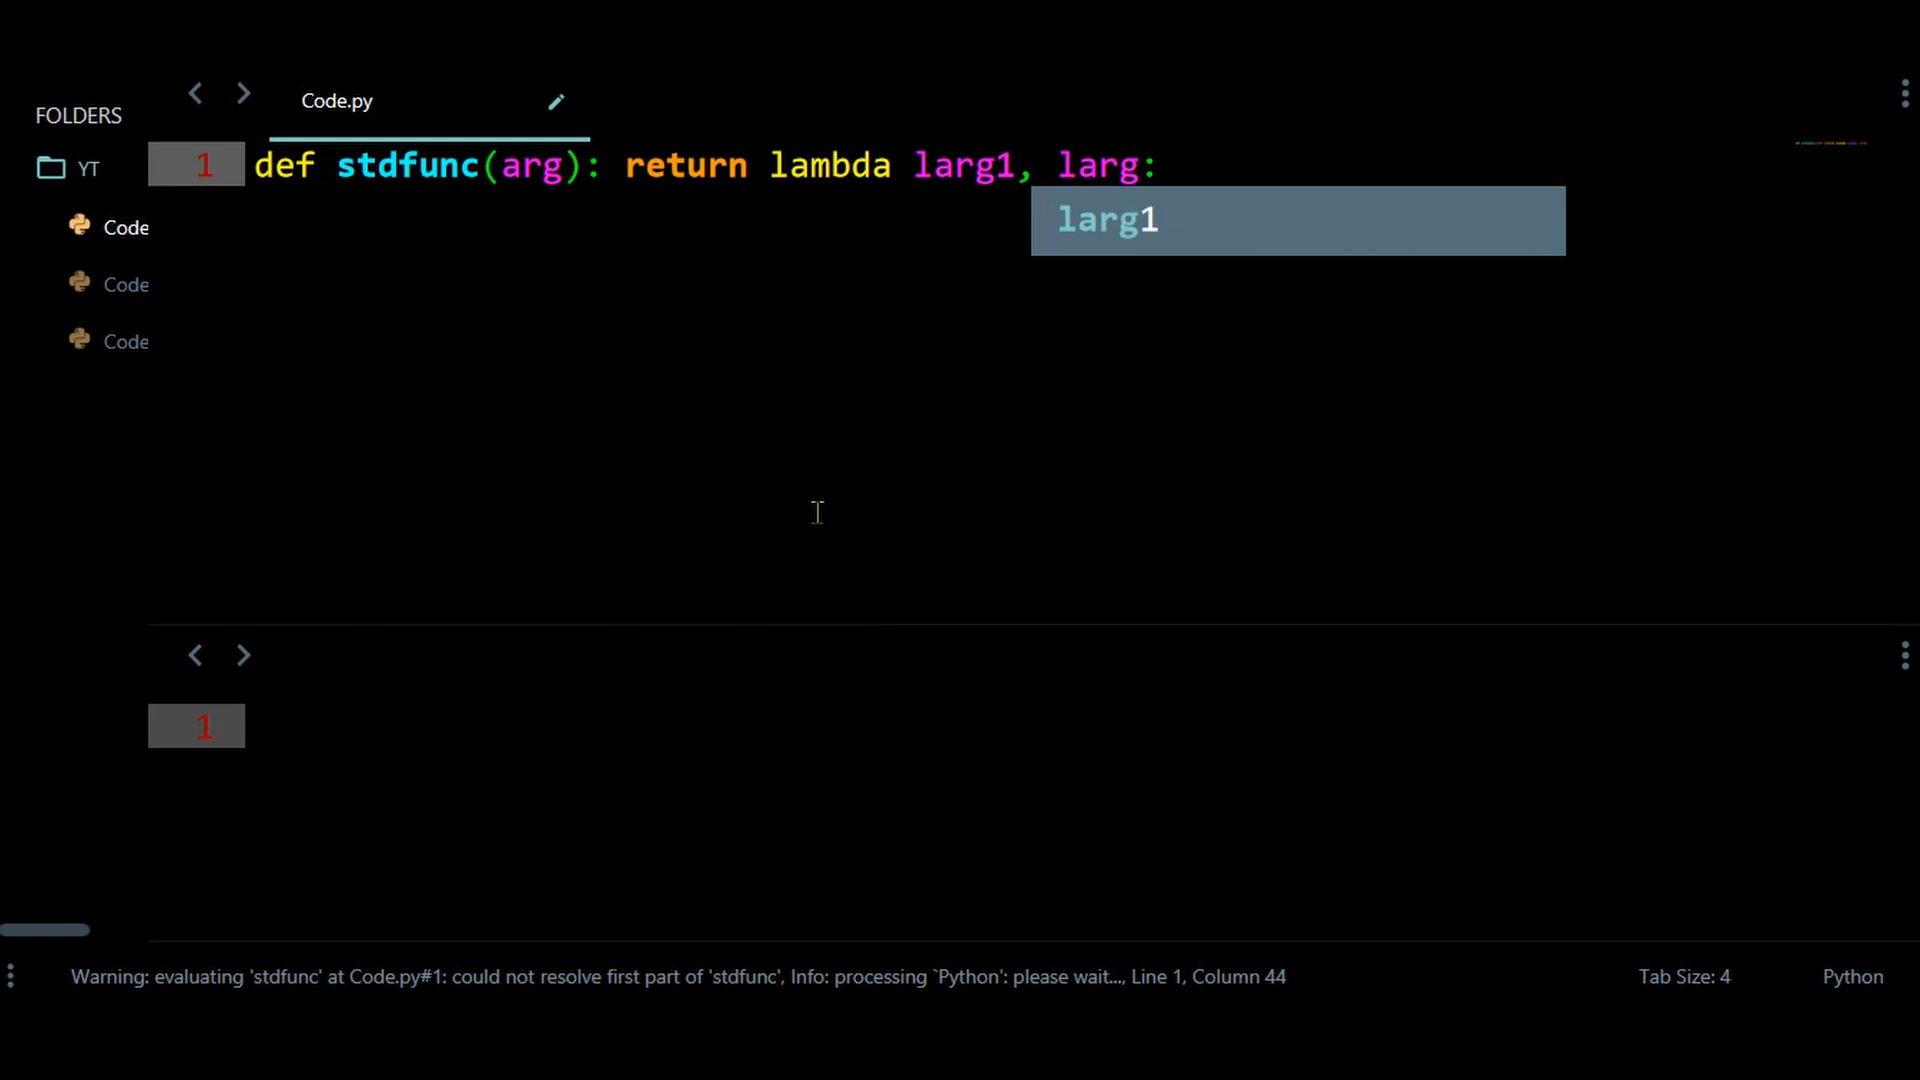 FOLDERS
YT
Code
Code
Code
Code.py
1 def stdfunc(arg): return lambda larg1, larg:
larg1
1
Warning: evaluating 'stdfunc' at Code.py#1: could not resolve first part of 'stdfunc', Info: processing `Python': please wait..., Line 1, Column 44
Tab Size: 4
Python